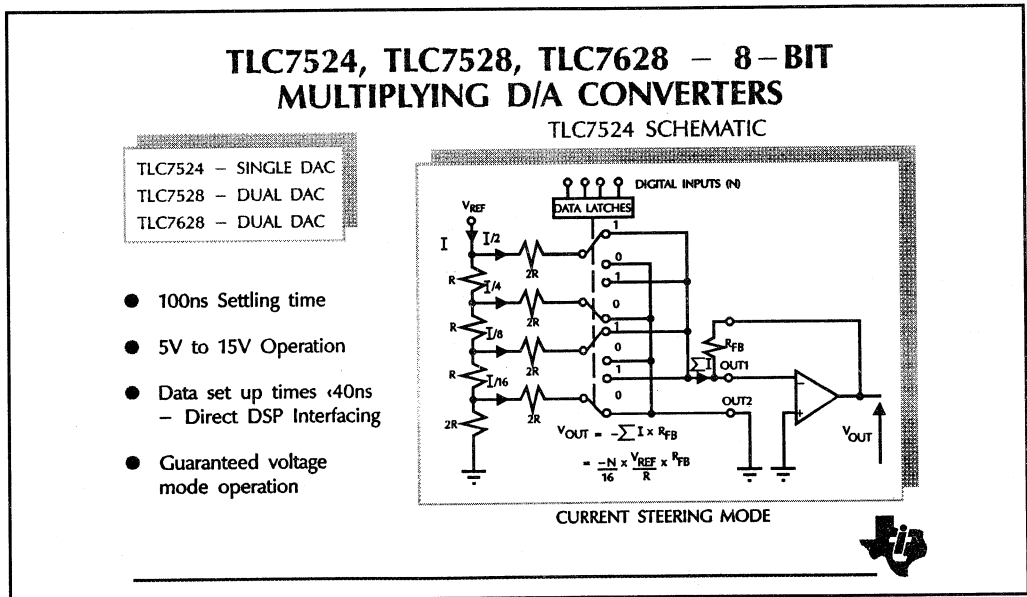 TLC7524, TLC7528, TLC7628 – 8–BIT
MULTIPLYING D/A CONVERTERS
TLC7524 SCHEMATIC
TLC7524 – SINGLE DAC
TLC7528 – DUAL DAC
TLC7628 – DUAL DAC
● 100ns Settling time
● 5V to 15V Operation
● Data set up times <40ns
– Direct DSP Interfacing
● Guaranteed voltage
mode operation
DIGITAL INPUTS (N)
DATA LATCHES
VREF
I
I/2
2R
1
0
R
I/4
2R
1
0
R
I/8
2R
1
0
R
I/16
2R
1
0
2R
RFB
∑I
OUT1
OUT2
–
+
VOUT
VOUT = –∑ I x RFB
= –N/16 x VREF/R x RFB
CURRENT STEERING MODE